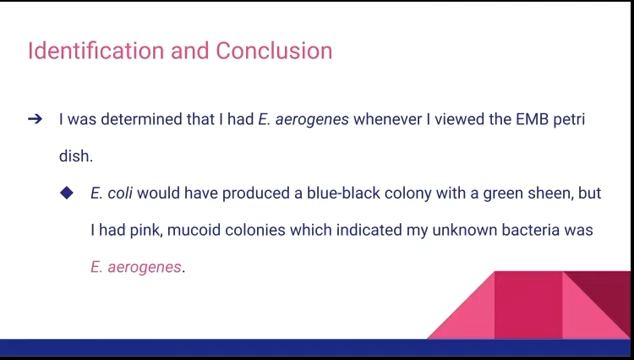 Identification and Conclusion
➔ I was determined that I had E. aerogenes whenever I viewed the EMB petri
dish.
◆ E. coli would have produced a blue-black colony with a green sheen, but
I had pink, mucoid colonies which indicated my unknown bacteria was
E. aerogenes.